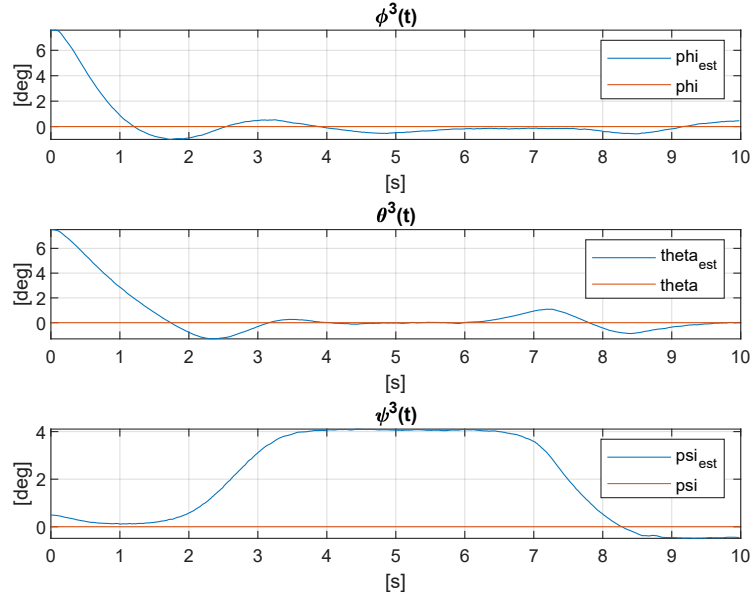 ϕ³(t)
[deg]
6
4
2
0
phi_est
phi
0 1 2 3 4 5 6 7 8 9 10
[s]
θ³(t)
[deg]
6
4
2
0
theta_est
theta
0 1 2 3 4 5 6 7 8 9 10
[s]
ψ³(t)
[deg]
4
2
0
psi_est
psi
0 1 2 3 4 5 6 7 8 9 10
[s]